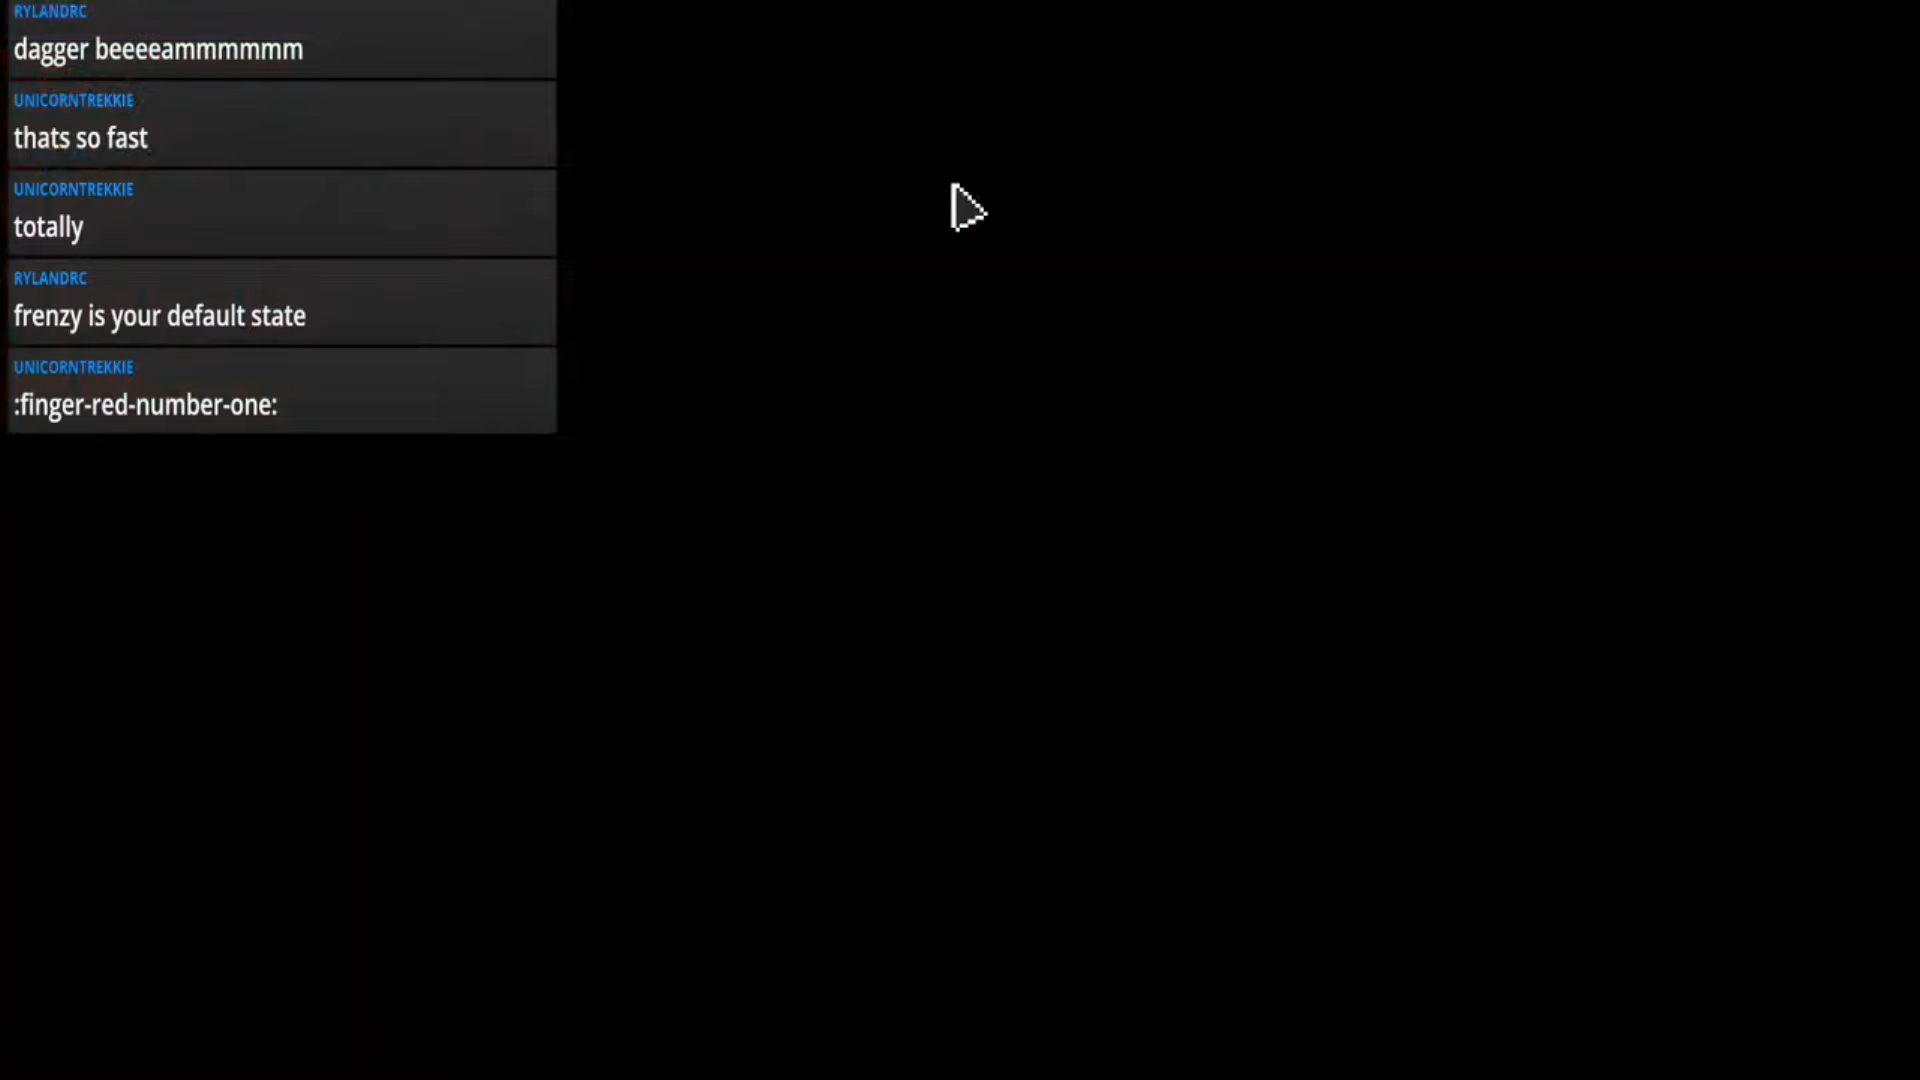 RYLANDRC
dagger beeeeammmmmm
UNICORNTREKKIE
thats so fast
UNICORNTREKKIE
totally
RYLANDRC
frenzy is your default state
UNICORNTREKKIE
:finger-red-number-one: